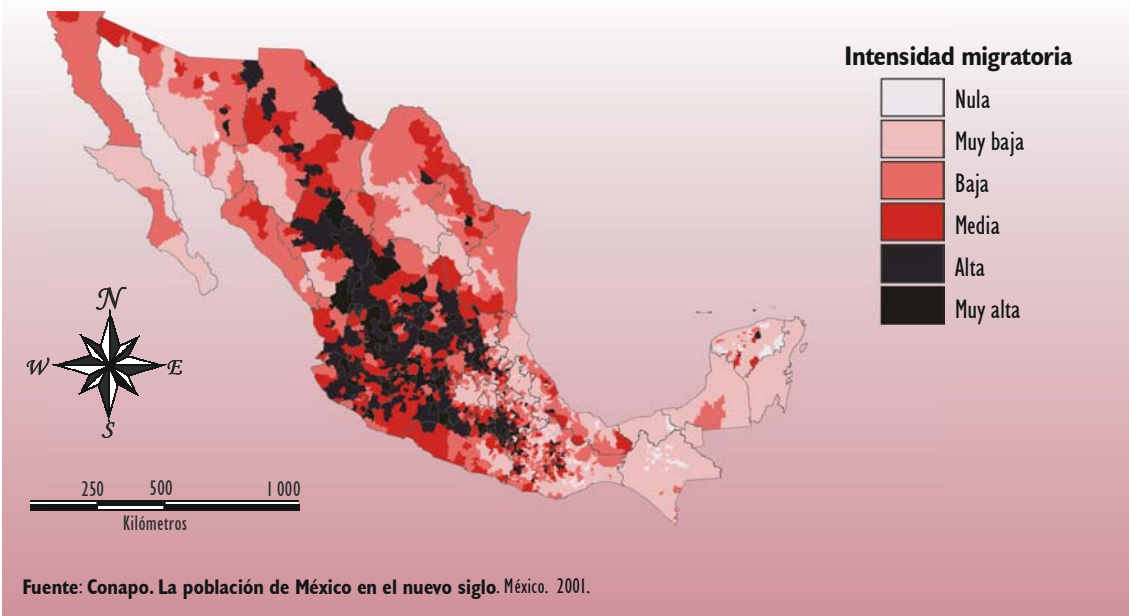 Intensidad migratoria
Nula
Muy baja
Baja
Media
Alta
Muy alta
N
W E
S
250 500 1 000
Kilómetros
Fuente: Conapo. La población de México en el nuevo siglo. México. 2001.